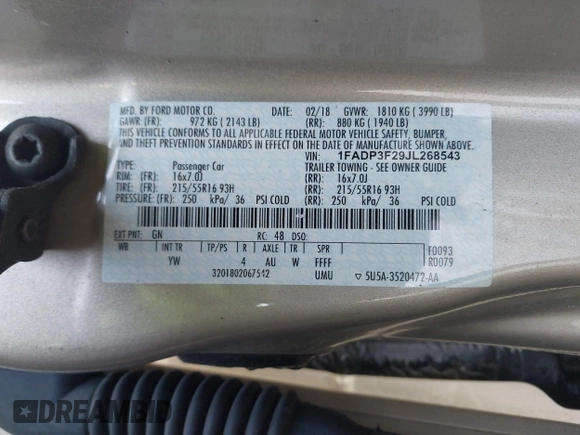 MFD. BY FORD MOTOR CO. DATE: 02/18 GVWR: 1810 KG ( 3990 LB)
GAWR: (FR): 972 KG ( 2143 LB) (RR): 880 KG ( 1940 LB)
THIS VEHICLE CONFORMS TO ALL APPLICABLE FEDERAL MOTOR VEHICLE SAFETY, BUMPER,
AND THEFT PREVENTION STANDARDS IN EFFECT ON THE DATE OF MANUFACTURE SHOWN ABOVE.
VIN: 1FADP3F29JL268543
TYPE: Passenger Car TRAILER TOWING - SEE OWNER GUIDE
RIM: (FR) 16x7.0J (RR): 16x7.0J
TIRE: (FR): 215/55R16 93H (RR): 215/55R16 93H
PRESSURE: (FR): 250 kPa/ 36 PSI COLD (RR): 250 kPa/ 36 PSI COLD
EXT PNT: GN RC: 48 DSO:
WB INT TR TP/PS R AXLE TR SPR F0093
YW 4 AU W FFFF R0079
3201802067542 UMU ▽ 5U5A-3520472-AA
DREAMBID